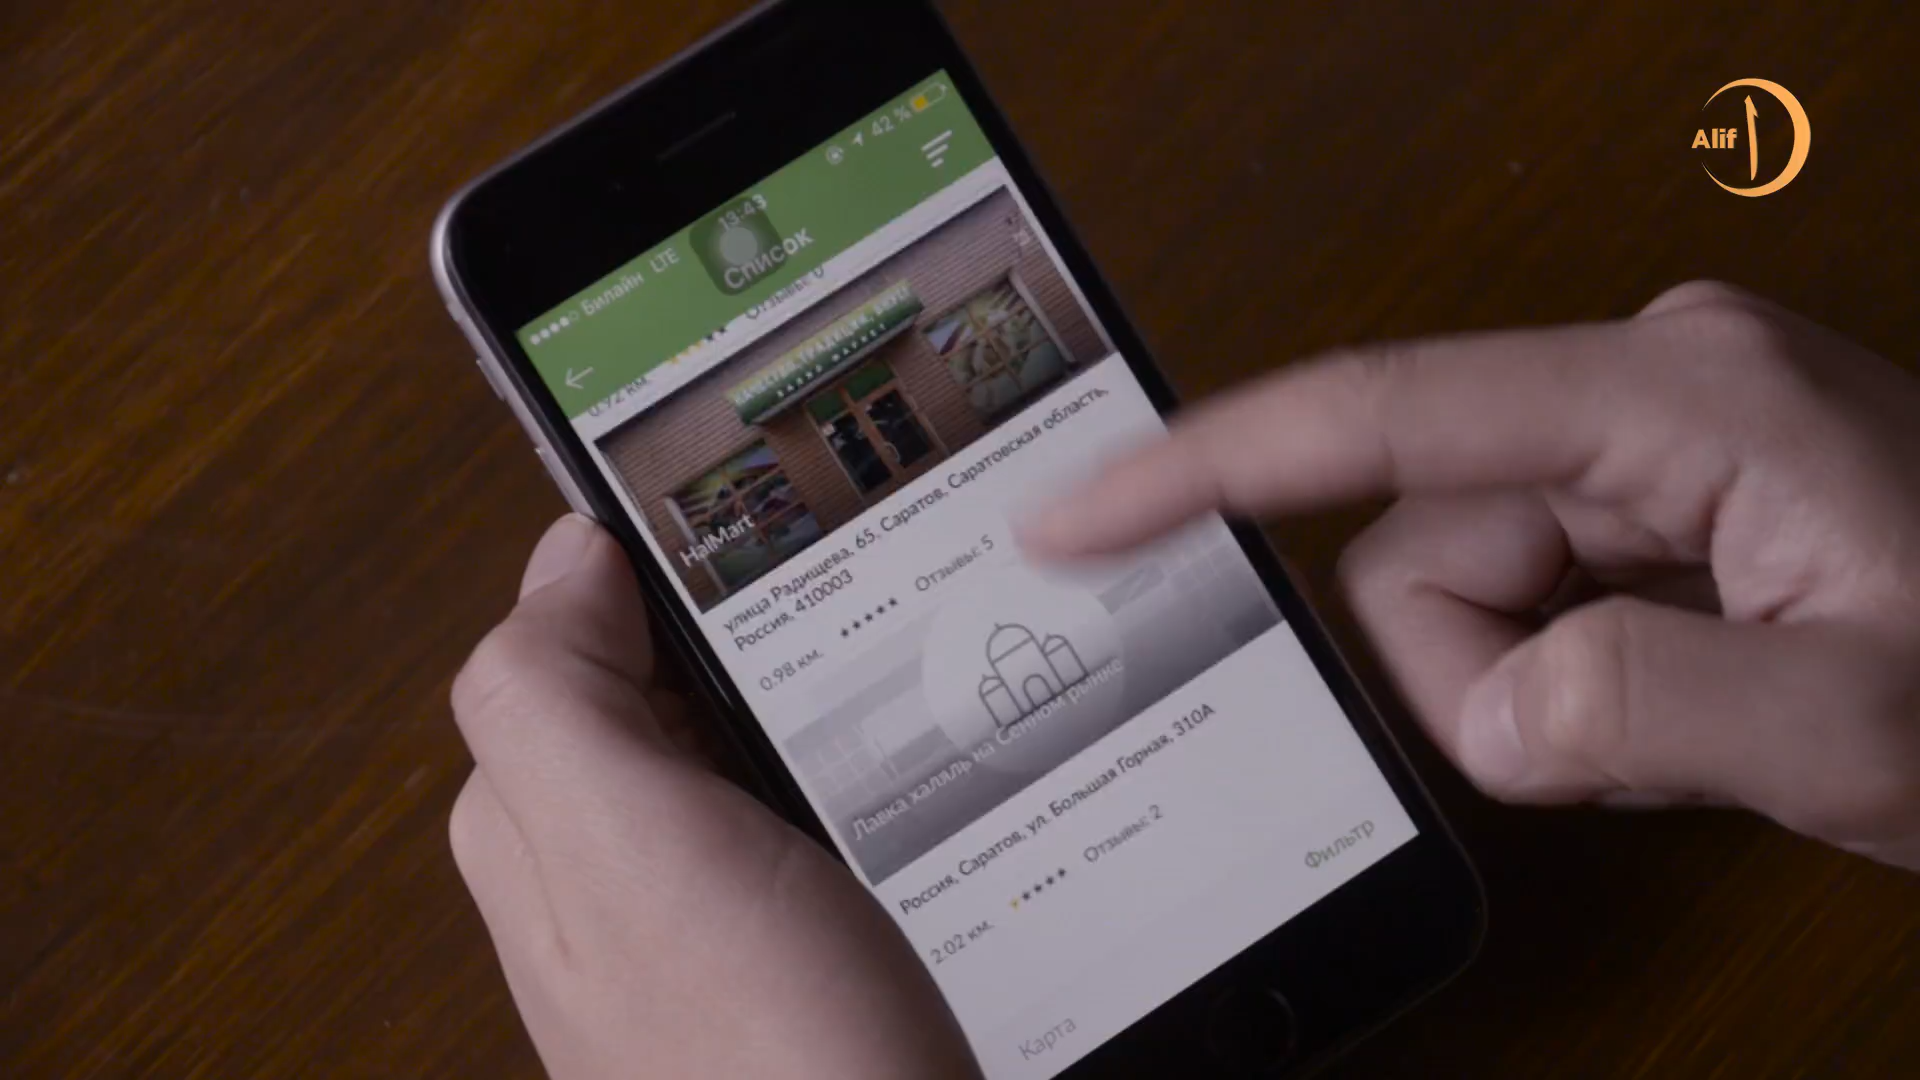 Alif
Билайн LTE
13:43
42 %
Список
0.92 км.
Отзывы: 0
HalMart
улица Радищева, 65, Саратов, Саратовская область,
Россия, 410003
0.98 км.
Отзывы: 5
Лавка халяль на Сенном рынке
Россия, Саратов, ул. Большая Горная, 310А
2.02 км.
Отзывы: 2
Карта
Фильтр